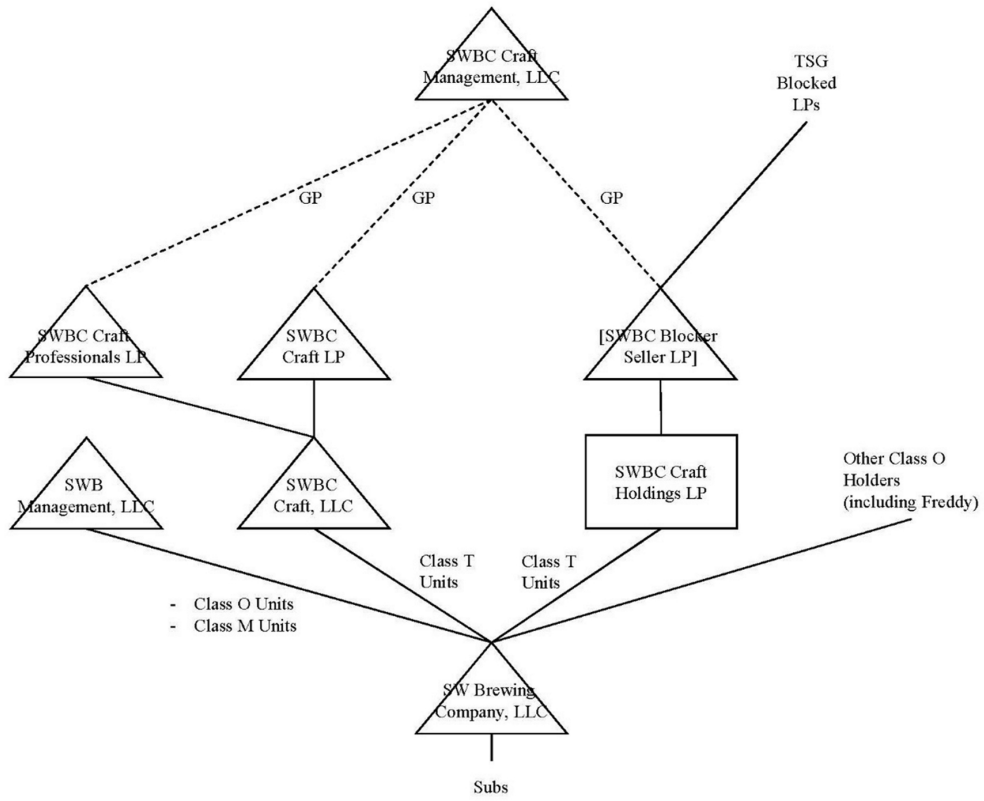 SWBC Craft
Management, LLC
TSG
Blocked
LPs
GP
GP
GP
SWBC Craft
Professionals LP
SWBC
Craft LP
[SWBC Blocker
Seller LP]
SWB
Management, LLC
SWBC
Craft, LLC
SWBC Craft
Holdings LP
Other Class O
Holders
(including Freddy)
Class T
Units
Class T
Units
- Class O Units
- Class M Units
SW Brewing
Company, LLC
Subs